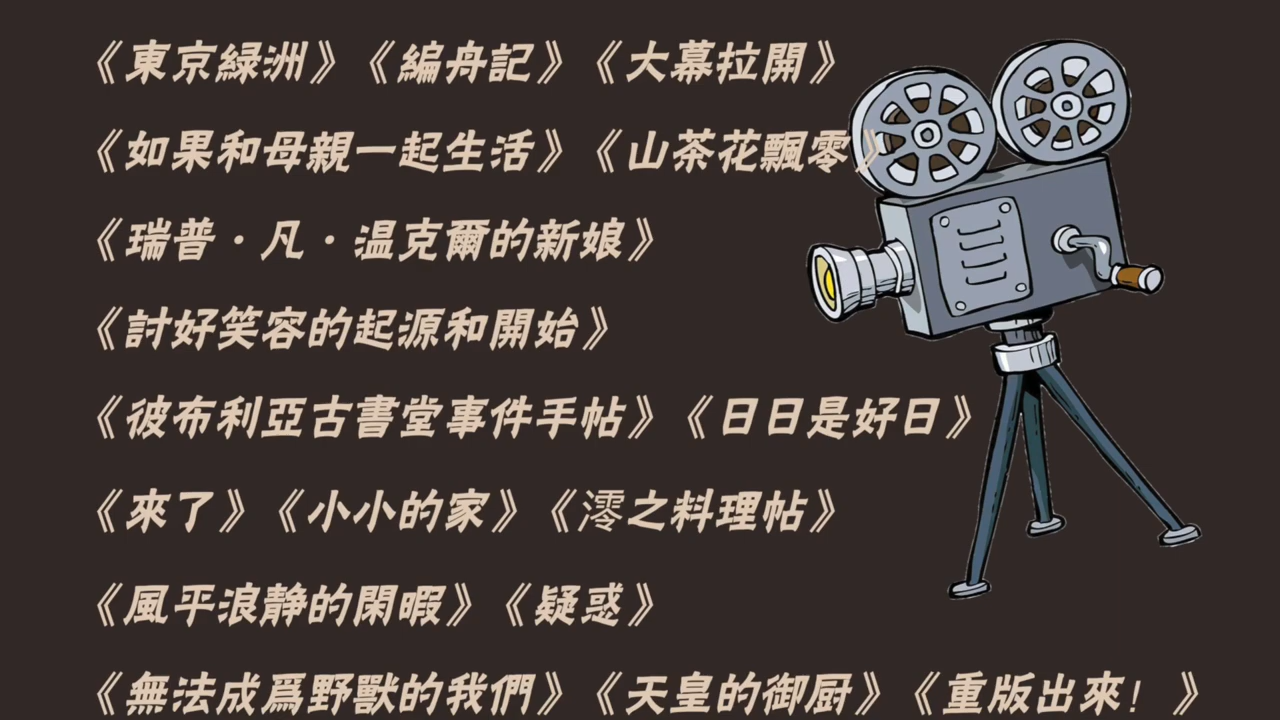 《東京綠洲》《編舟記》《大幕拉開》
《如果和母親一起生活》《山茶花飄零》
《瑞普·凡·温克爾的新娘》
《討好笑容的起源和開始》
《彼布利亞古書堂事件手帖》《日日是好日》
《來了》《小小的家》《澪之料理帖》
《風平浪静的閑暇》《疑惑》
《無法成爲野獸的我們》《天皇的御厨》《重版出來！》